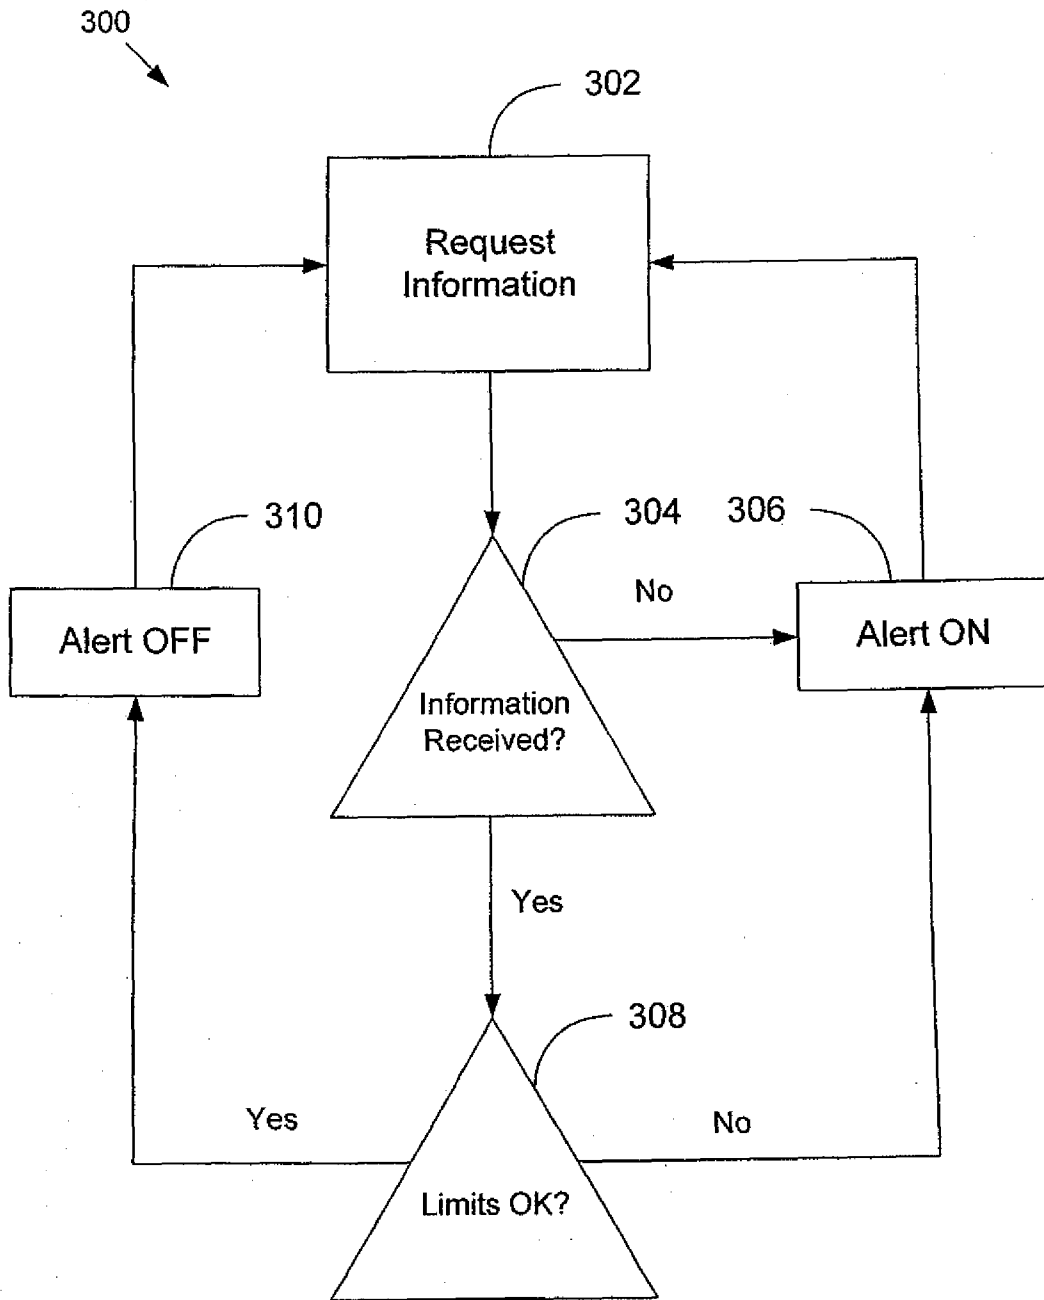 300
302
Request
Information
310
304
306
No
Alert OFF
Alert ON
Information
Received?
Yes
308
Yes
No
Limits OK?